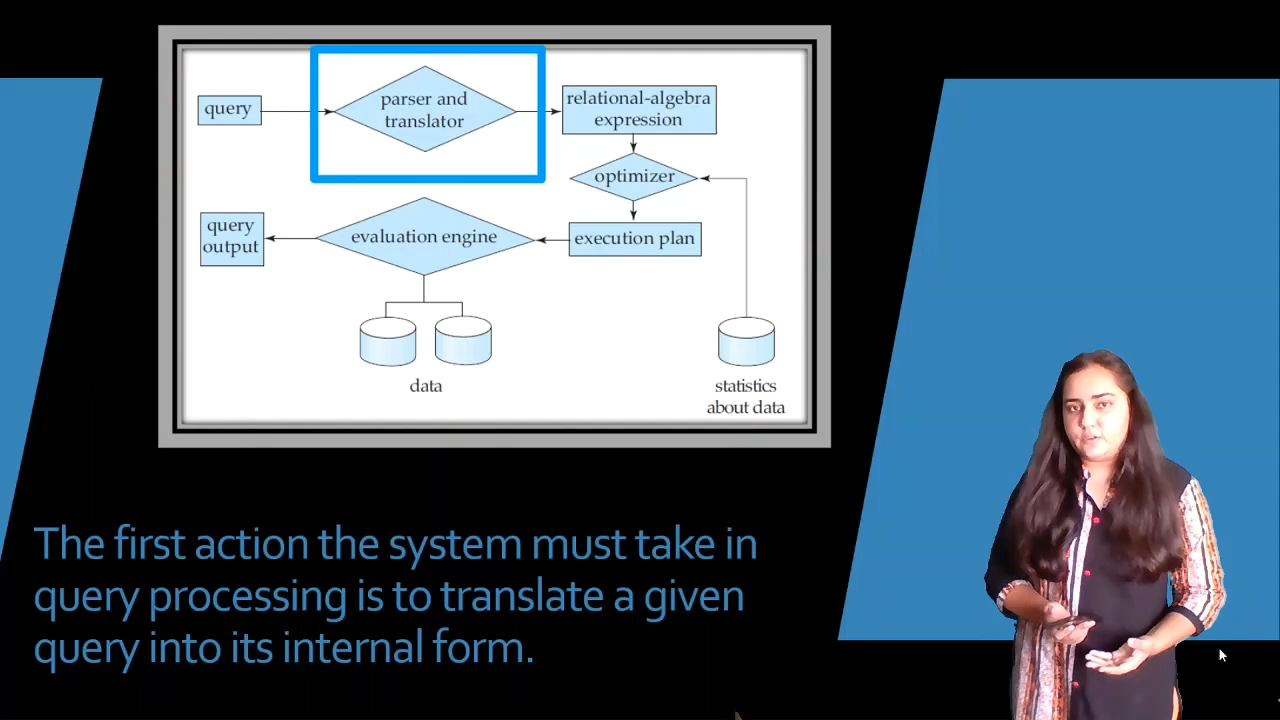 query
parser and
translator
relational-algebra
expression
optimizer
query
output
evaluation engine
execution plan
data
statistics
about data
The first action the system must take in
query processing is to translate a given
query into its internal form.